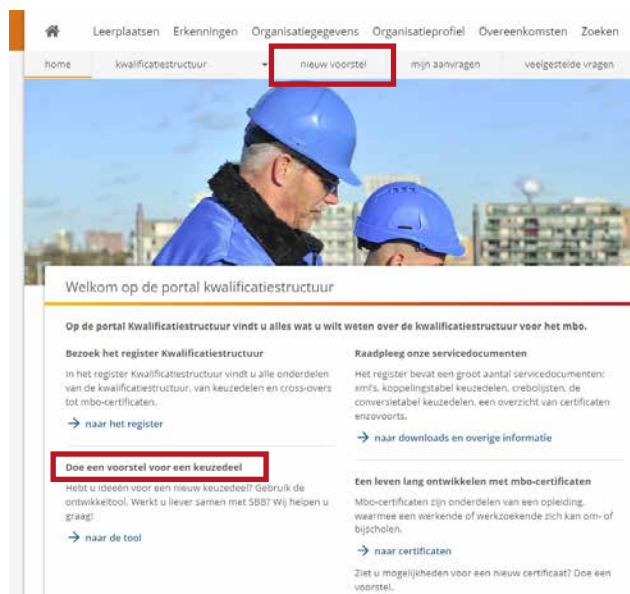 Leerplaatsen Erkenningen Organisatiegegevens Organisatieprofiel Overeenkomsten Zoeken
home kwalificatiestructuur nieuw voorstel mijn aanvragen veelgestelde vragen
Welkom op de portal kwalificatiestructuur
Op de portal Kwalificatiestructuur vindt u alles wat u wilt weten over de kwalificatiestructuur voor het mbo.
Bezoek het register Kwalificatiestructuur
In het register Kwalificatiestructuur vindt u alle onderdelen
van de kwalificatiestructuur, van keuzedelen en cross-overs
tot mbo-certificaten.
→ naar het register
Doe een voorstel voor een keuzedeel
Hebt u ideeën voor een nieuw keuzedeel? Gebruik de
ontwikkeltool. Werkt u liever samen met SBB? Wij helpen u
graag!
→ naar de tool
Raadpleeg onze servicedocumenten
Het register bevat een groot aantal servicedocumenten:
xml's, koppelingstabel keuzedelen, crebolijsten, de
conversietabel keuzedelen, een overzicht van certificaten
enzovoorts.
→ naar downloads en overige informatie
Een leven lang ontwikkelen met mbo-certificaten
Mbo-certificaten zijn onderdelen van een opleiding,
waarmee een werkende of werkzoekende zich kan om- of
bijscholen.
→ naar certificaten
Ziet u mogelijkheden voor een nieuw certificaat? Doe een
voorstel.